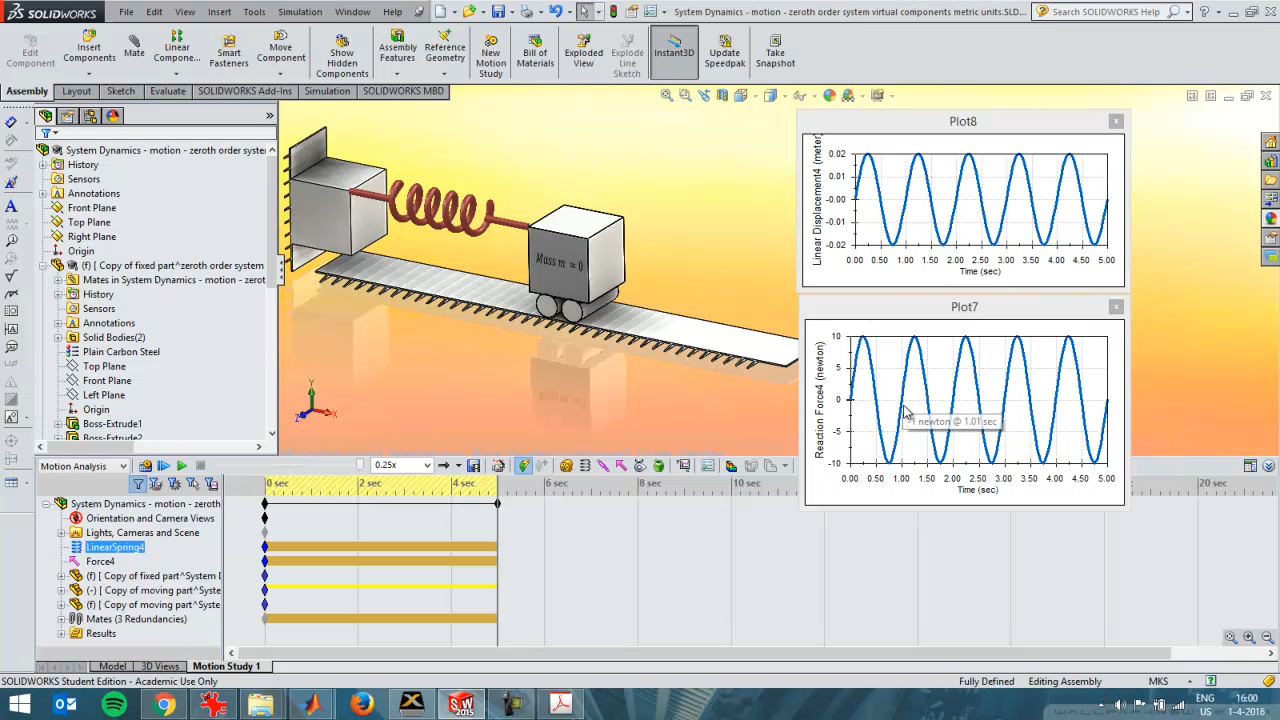 SOLIDWORKS File Edit View Insert Tools Simulation Window Help System Dynamics - motion - zeroth order system virtual components metric units.SLD... Search SOLIDWORKS Help
Edit Component
Insert Components
Mate
Linear Compone...
Smart Fasteners
Move Component
Show Hidden Components
Assembly Features
Reference Geometry
New Motion Study
Bill of Materials
Exploded View
Explode Line Sketch
Instant3D
Update Speedpak
Take Snapshot
Assembly Layout Sketch Evaluate SOLIDWORKS Add-Ins Simulation SOLIDWORKS MBD
System Dynamics - motion - zeroth order syste
History
Sensors
Annotations
Front Plane
Top Plane
Right Plane
Origin
(f) [ Copy of fixed part^zeroth order system
Mates in System Dynamics - motion - zerot
History
Sensors
Annotations
Solid Bodies(2)
Plain Carbon Steel
Top Plane
Front Plane
Left Plane
Origin
Boss-Extrude1
Boss-Extrude2
Mass m = 0
Y
X
Z
Plot8
Linear Displacement4 (meter)
0.02
0.01
-0.00
-0.01
-0.02
0.00 0.50 1.00 1.50 2.00 2.50 3.00 3.50 4.00 4.50 5.00
Time (sec)
Plot7
Reaction Force4 (newton)
10
5
0
-5
-10
-1 newton @ 1.01 sec
0.00 0.50 1.00 1.50 2.00 2.50 3.00 3.50 4.00 4.50 5.00
Time (sec)
Motion Analysis 0.25x
0 sec 2 sec 4 sec 6 sec 8 sec 10 sec 20 sec
System Dynamics - motion - zeroth
Orientation and Camera Views
Lights, Cameras and Scene
LinearSpring4
Force4
(f) [ Copy of fixed part^System D
(-) [ Copy of moving part^Syste
(f) [ Copy of moving part^Syste
Mates (3 Redundancies)
Results
Model 3D Views Motion Study 1
SOLIDWORKS Student Edition - Academic Use Only Fully Defined Editing Assembly MKS
SW 2015
ENG 16:00
US 1-4-2016